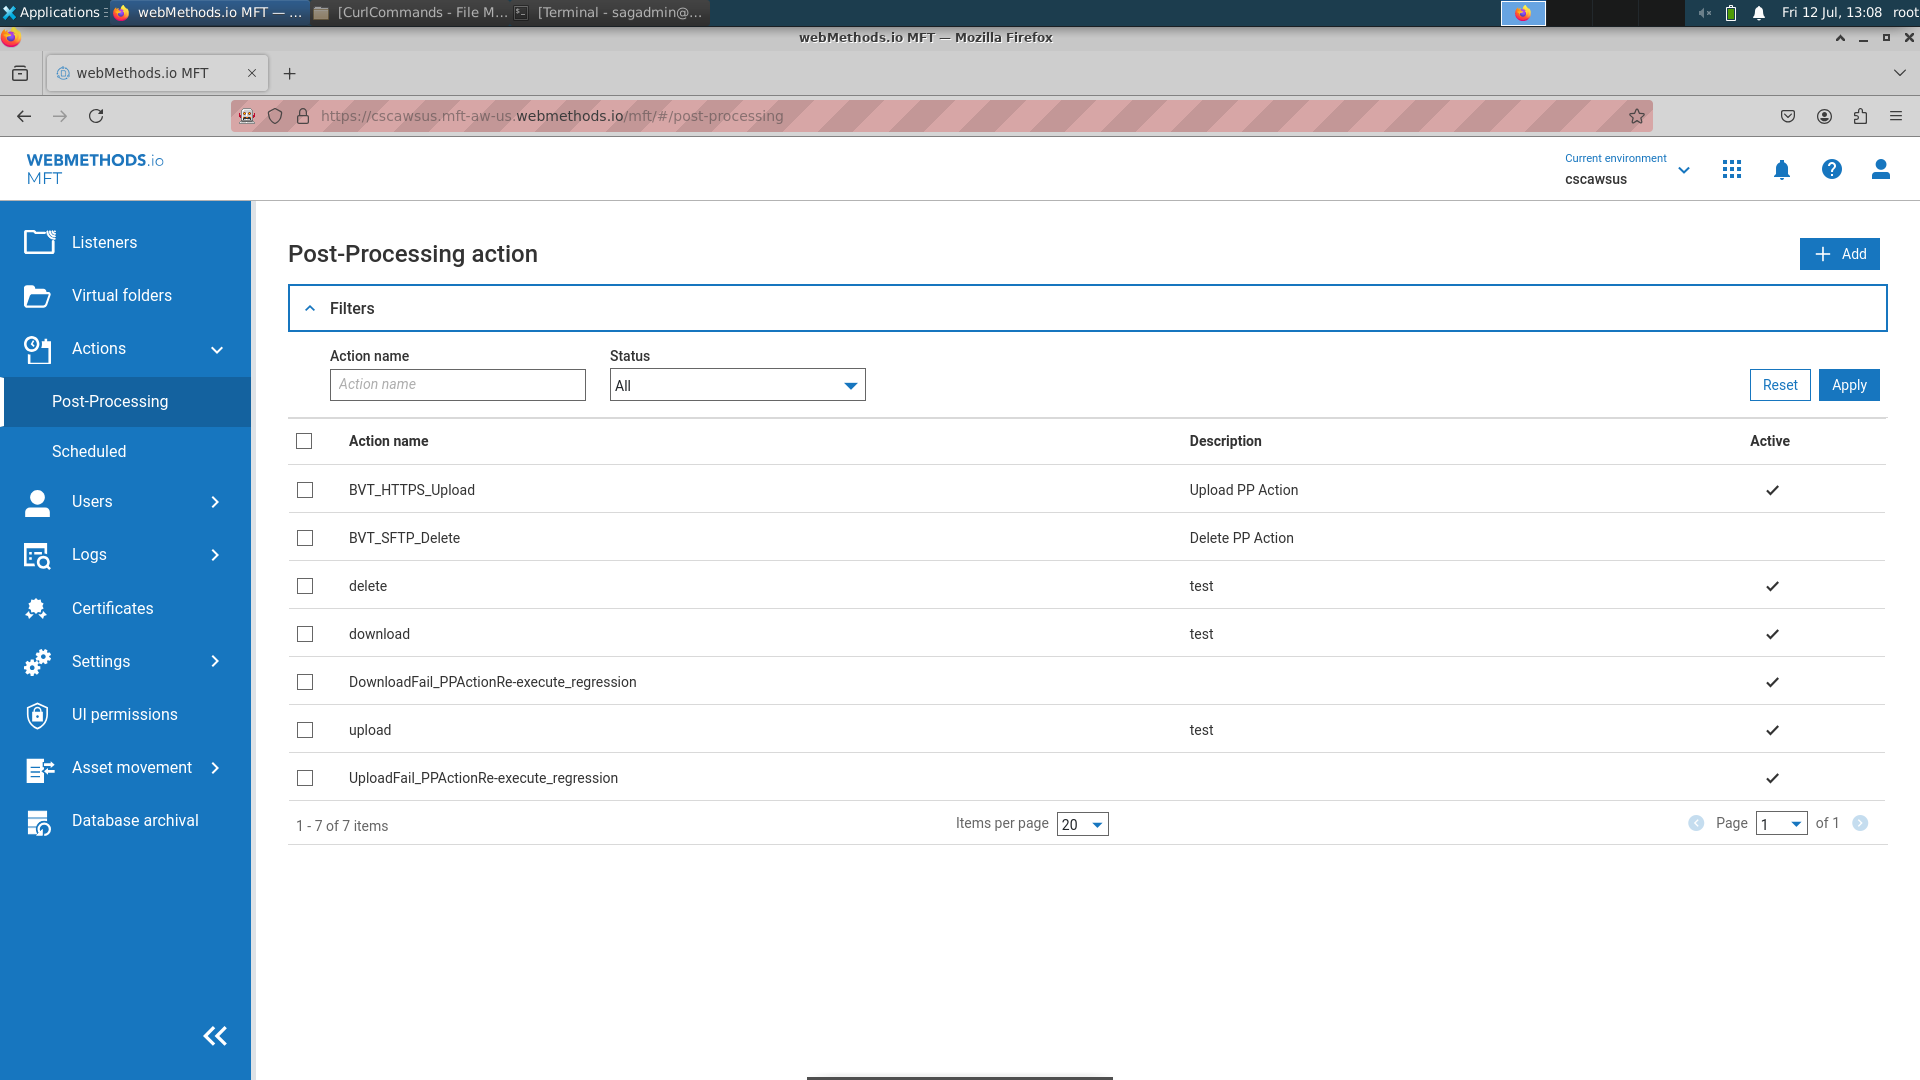 Applications
webMethods.io MFT — ...
[CurlCommands - File M...
[Terminal - sagadmin@...
Fri 12 Jul, 13:08
root
webMethods.io MFT — Mozilla Firefox
webMethods.io MFT
https://cscawsus.mft-aw-us.webmethods.io/mft/#/post-processing
WEBMETHODS.io
MFT
Current environment
cscawsus
Listeners
Virtual folders
Actions
Post-Processing
Scheduled
Users
Logs
Certificates
Settings
UI permissions
Asset movement
Database archival
Post-Processing action
Add
Filters
Action name
Status
Action name
All
Reset
Apply
Action name Description Active
BVT_HTTPS_Upload Upload PP Action
BVT_SFTP_Delete Delete PP Action
delete test
download test
DownloadFail_PPActionRe-execute_regression
upload test
UploadFail_PPActionRe-execute_regression
1 - 7 of 7 items
Items per page 20
Page 1 of 1